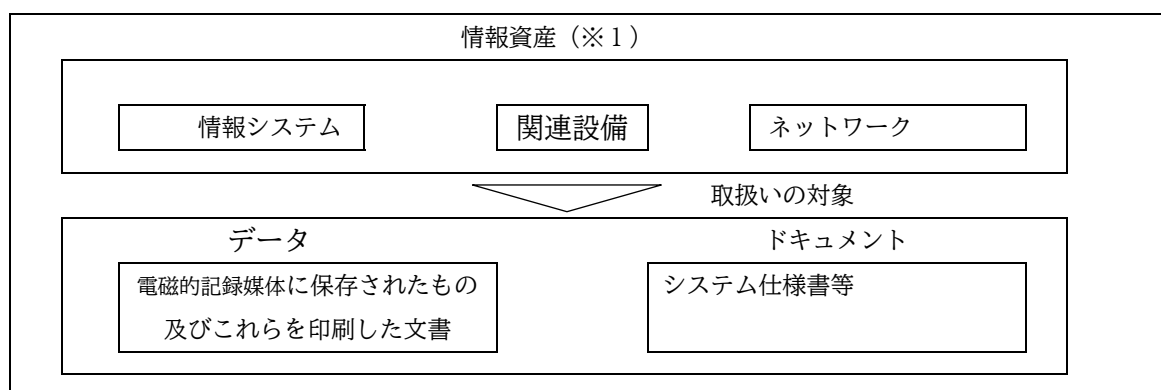 情報資産（※１）
情報システム
関連設備
ネットワーク
取扱いの対象
データ
ドキュメント
電磁的記録媒体に保存されたもの
及びこれらを印刷した文書
システム仕様書等